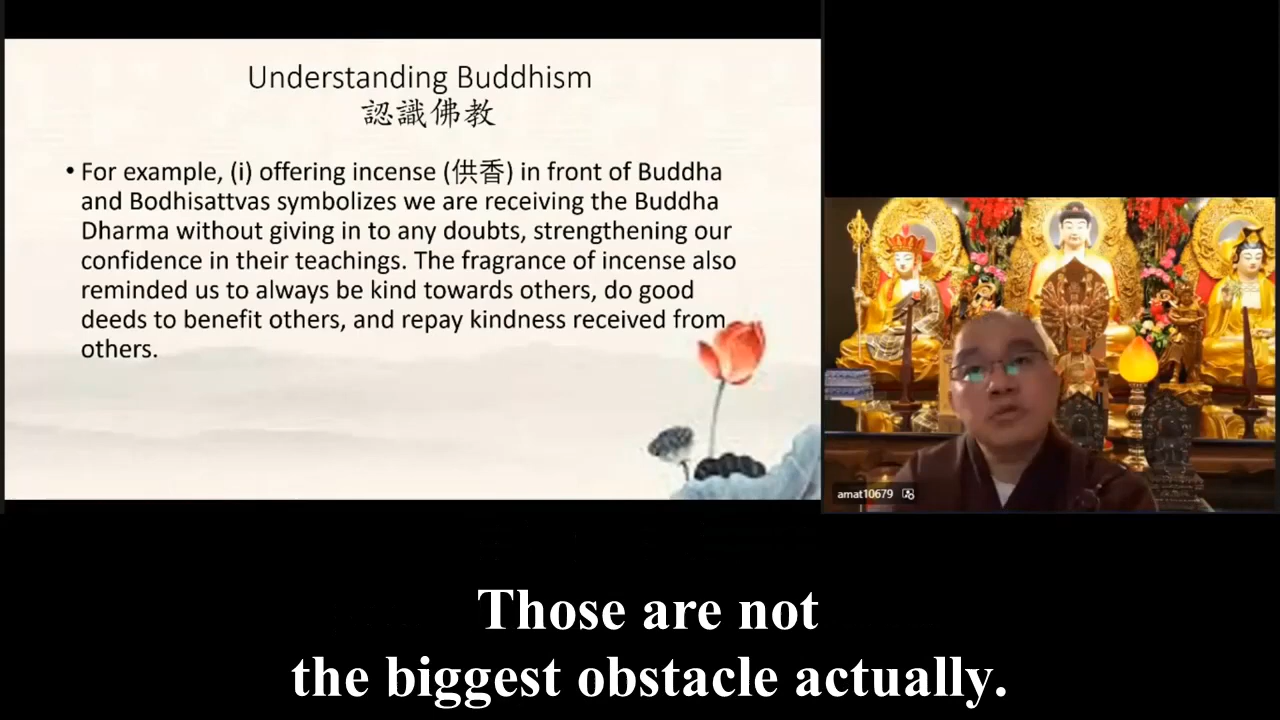 Understanding Buddhism
認識佛教
• For example, (i) offering incense (供香) in front of Buddha
and Bodhisattvas symbolizes we are receiving the Buddha
Dharma without giving in to any doubts, strengthening our
confidence in their teachings. The fragrance of incense also
reminded us to always be kind towards others, do good
deeds to benefit others, and repay kindness received from
others.
amat10679
Those are not
the biggest obstacle actually.